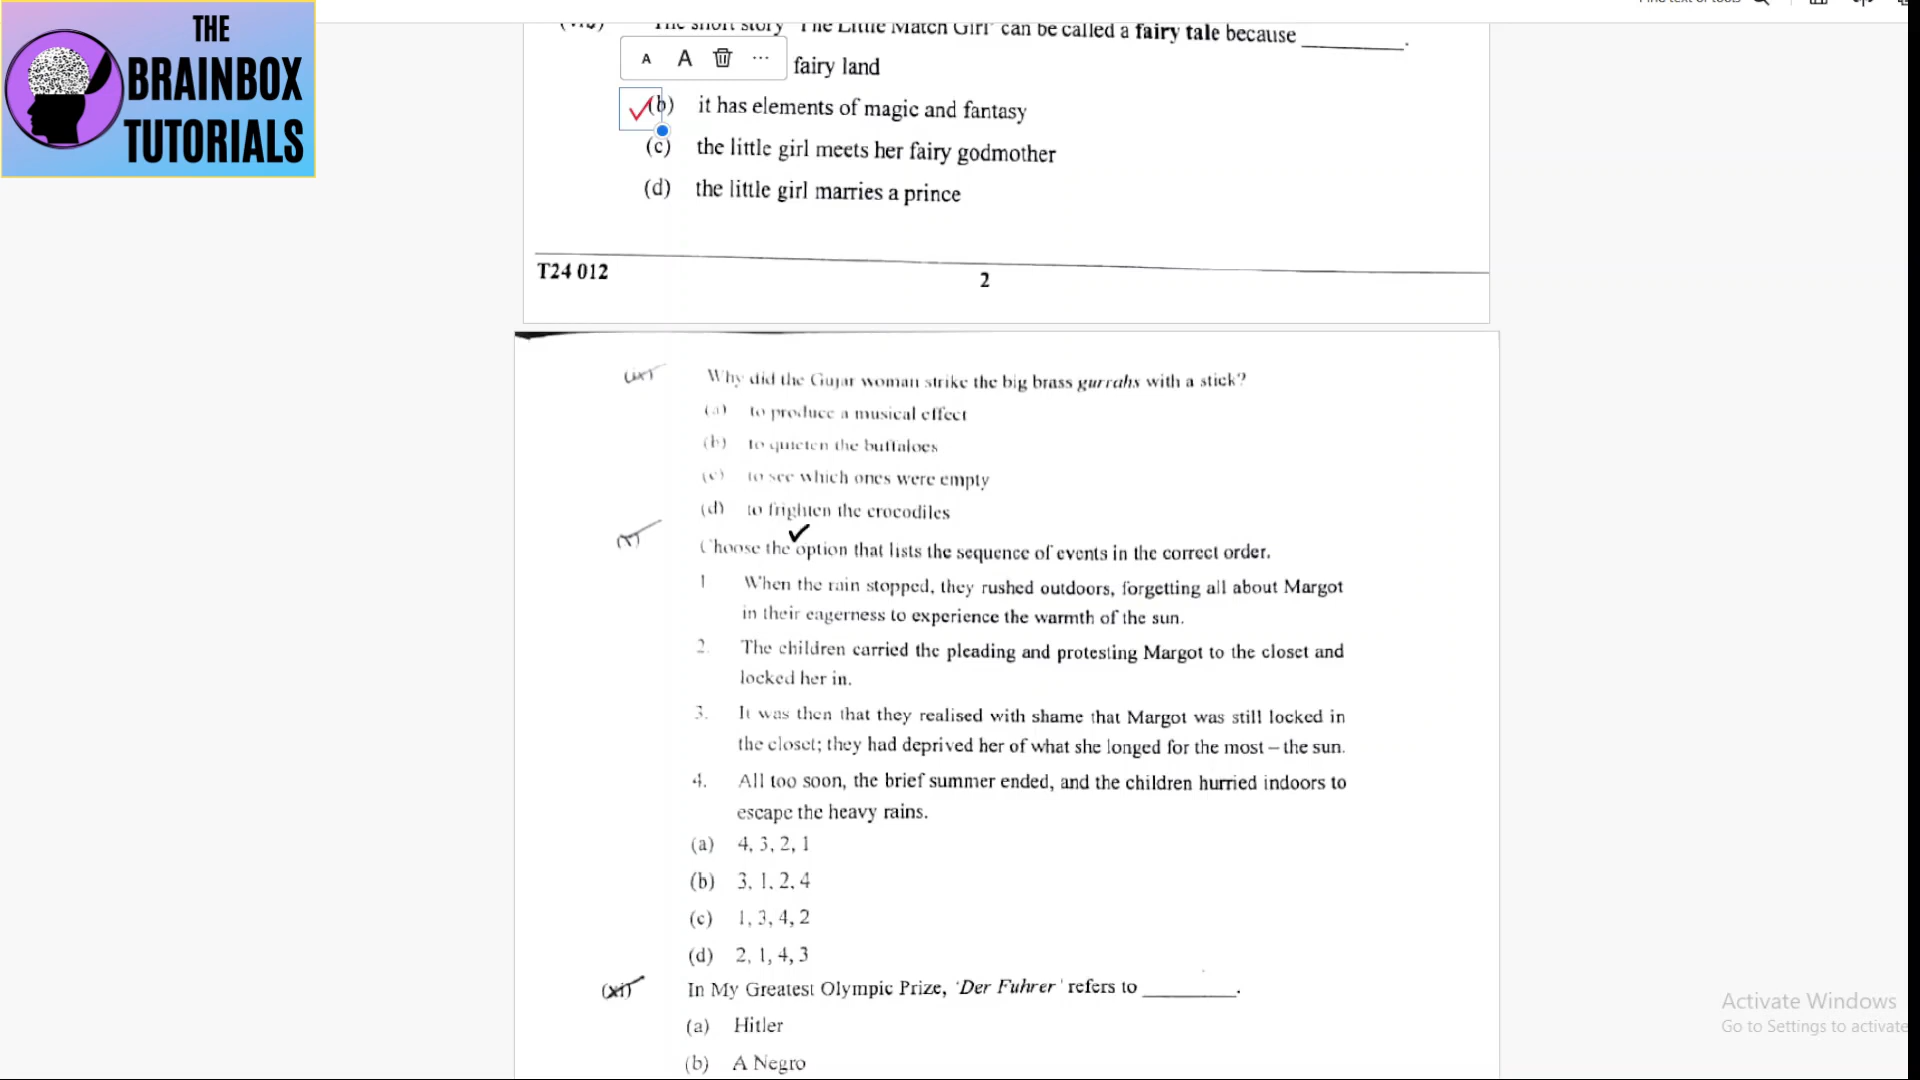 THE
BRAINBOX
TUTORIALS
The short story 'The Little Match Girl' can be called a fairy tale because __________.
A A ... fairy land
(b) it has elements of magic and fantasy
(c) the little girl meets her fairy godmother
(d) the little girl marries a prince
T24 012
2
Why did the Gujar woman strike the big brass gurrahs with a stick?
(a) to produce a musical effect
(b) to quieten the buffaloes
(c) to see which ones were empty
(d) to frighten the crocodiles
(x) Choose the option that lists the sequence of events in the correct order.
1 When the rain stopped, they rushed outdoors, forgetting all about Margot
in their eagerness to experience the warmth of the sun.
2. The children carried the pleading and protesting Margot to the closet and
locked her in.
3. It was then that they realised with shame that Margot was still locked in
the closet; they had deprived her of what she longed for the most – the sun.
4. All too soon, the brief summer ended, and the children hurried indoors to
escape the heavy rains.
(a) 4, 3, 2, 1
(b) 3, 1, 2, 4
(c) 1, 3, 4, 2
(d) 2, 1, 4, 3
(xi) In My Greatest Olympic Prize, 'Der Fuhrer' refers to _________.
(a) Hitler
(b) A Negro
Activate Windows
Go to Settings to activate